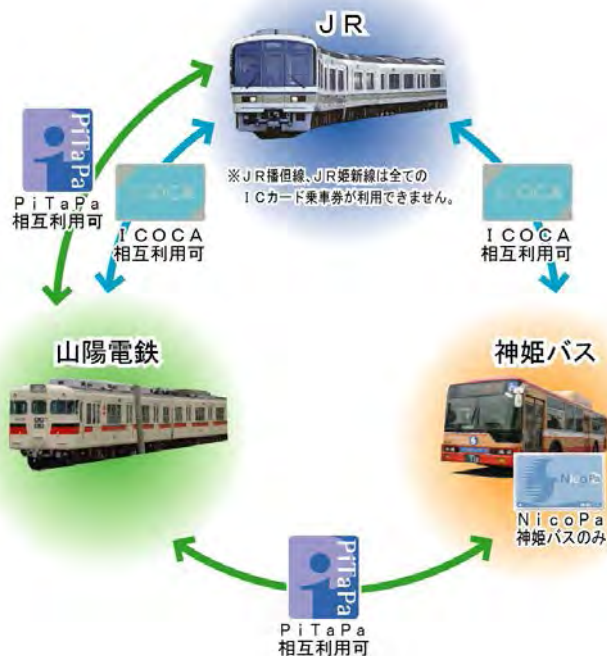 JR
PiTaPa
PiTaPa
相互利用可
ICOCA
ICOCA
相互利用可
※JR播但線、JR姫新線は全ての
ICカード乗車券が利用できません。
ICOCA
ICOCA
相互利用可
山陽電鉄
神姫バス
NicoPa
NicoPa
神姫バスのみ
PiTaPa
PiTaPa
相互利用可